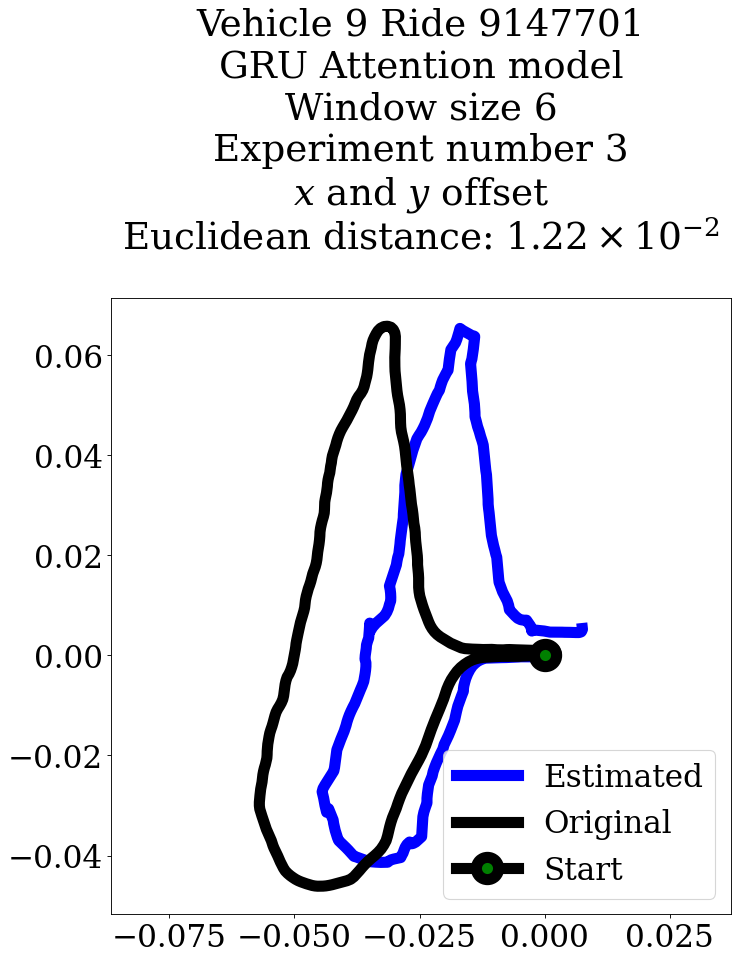 Vehicle 9 Ride 9147701
GRU Attention model
Window size 6
Experiment number 3
x and y offset
Euclidean distance: 1.22 × 10⁻²
0.06
0.04
0.02
0.00
−0.02
−0.04
Estimated
Original
Start
−0.075 −0.050 −0.025 0.000 0.025